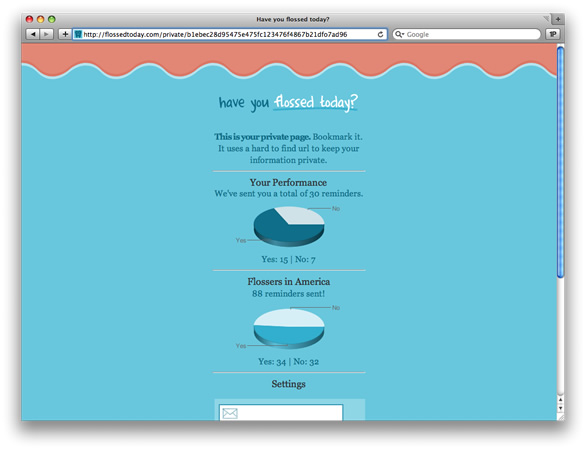 Have you flossed today?
http://flossedtoday.com/private/b1ebec28d95475e475fc123476f4867b21dfo7ad96
Google
1P
have you flossed today?
This is your private page. Bookmark it.
It uses a hard to find url to keep your
information private.
Your Performance
We've sent you a total of 30 reminders.
No
Yes
Yes: 15 | No: 7
Flossers in America
88 reminders sent!
No
Yes
Yes: 34 | No: 32
Settings